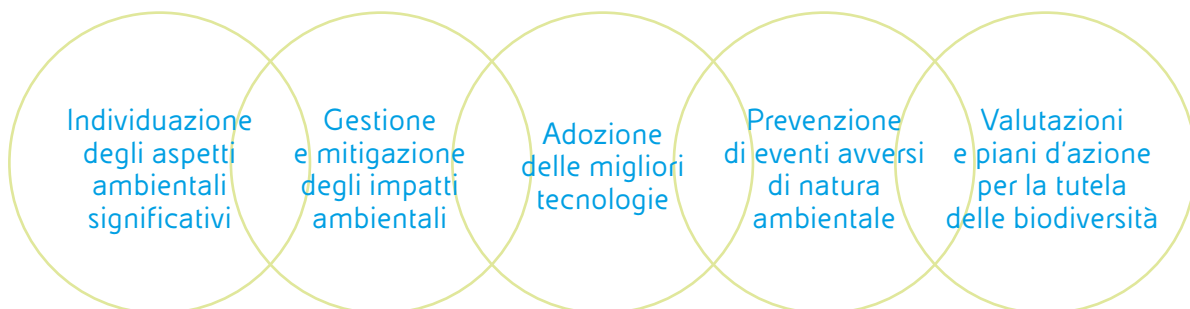 Individuazione
degli aspetti
ambientali
significativi
Gestione
e mitigazione
degli impatti
ambientali
Adozione
delle migliori
tecnologie
Prevenzione
di eventi avversi
di natura
ambientale
Valutazioni
e piani d'azione
per la tutela
delle biodiversità